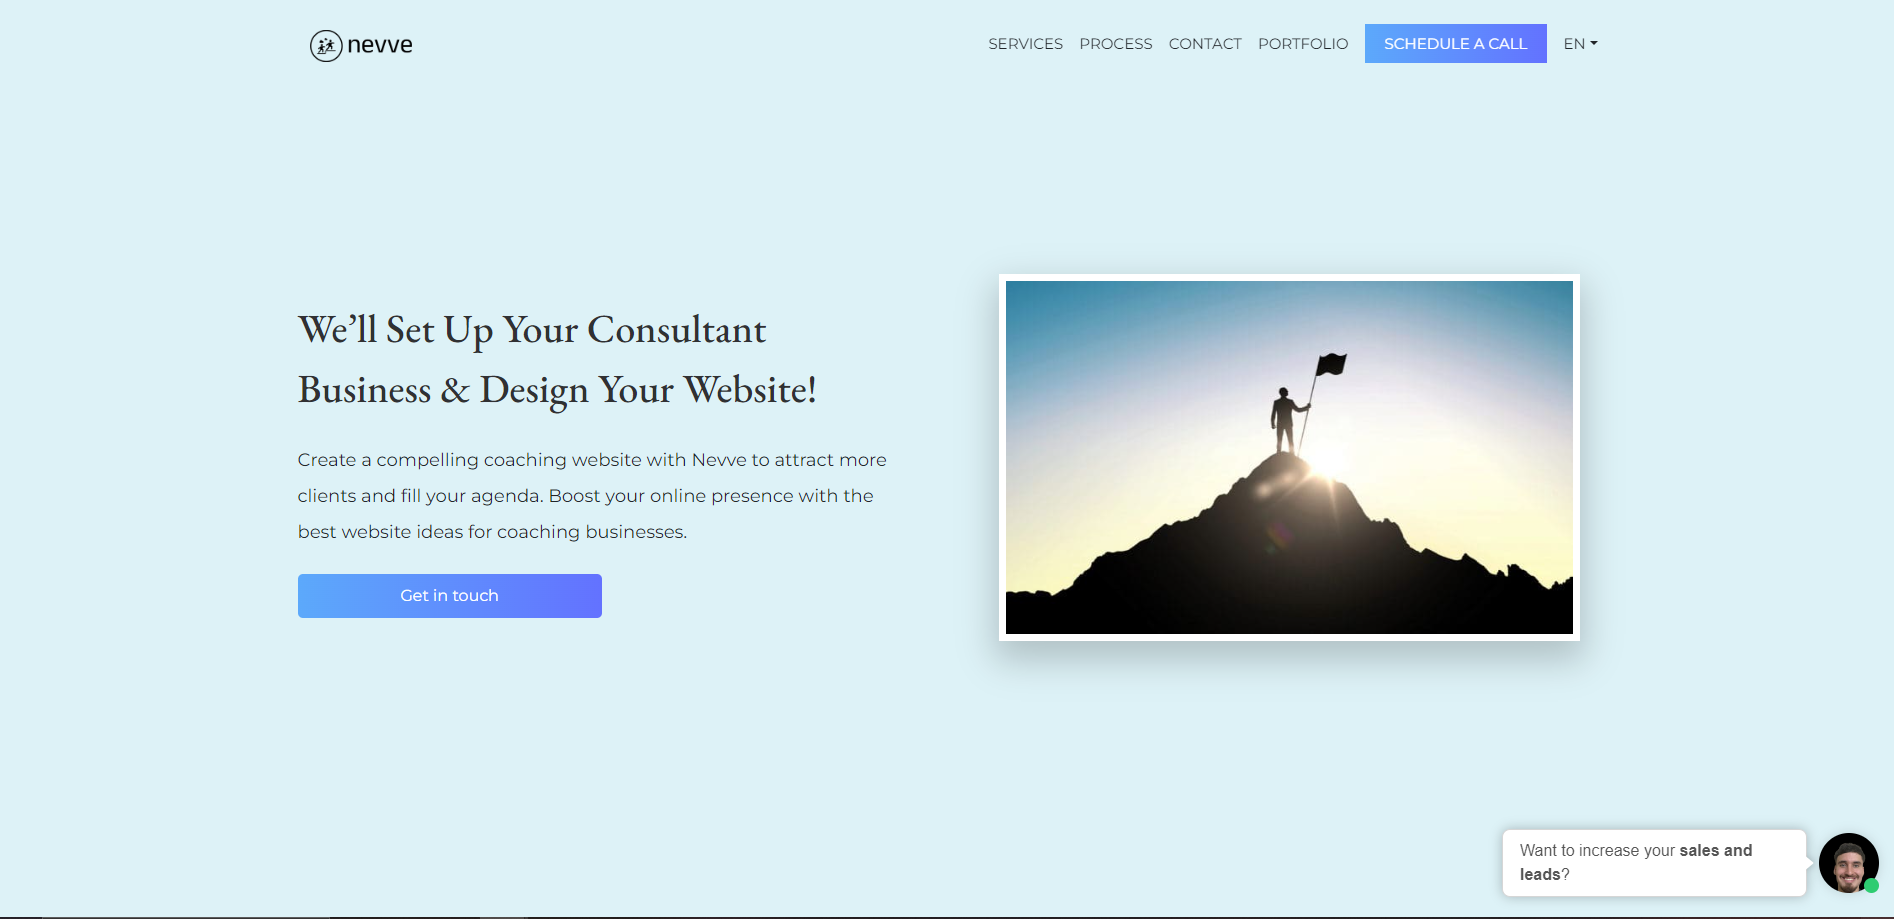 nevve
SERVICES PROCESS CONTACT PORTFOLIO SCHEDULE A CALL EN
We’ll Set Up Your Consultant
Business & Design Your Website!
Create a compelling coaching website with Nevve to attract more
clients and fill your agenda. Boost your online presence with the
best website ideas for coaching businesses.
Get in touch
Want to increase your sales and
leads?